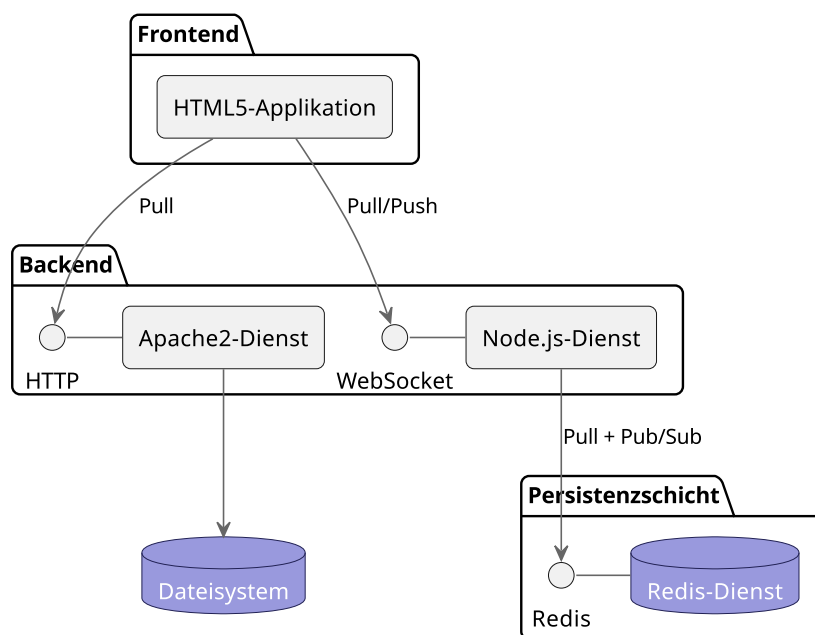 Frontend
HTML5-Applikation
Pull
Pull/Push
Backend
Apache2-Dienst
Node.js-Dienst
HTTP
WebSocket
Pull + Pub/Sub
Persistenzschicht
Dateisystem
Redis-Dienst
Redis